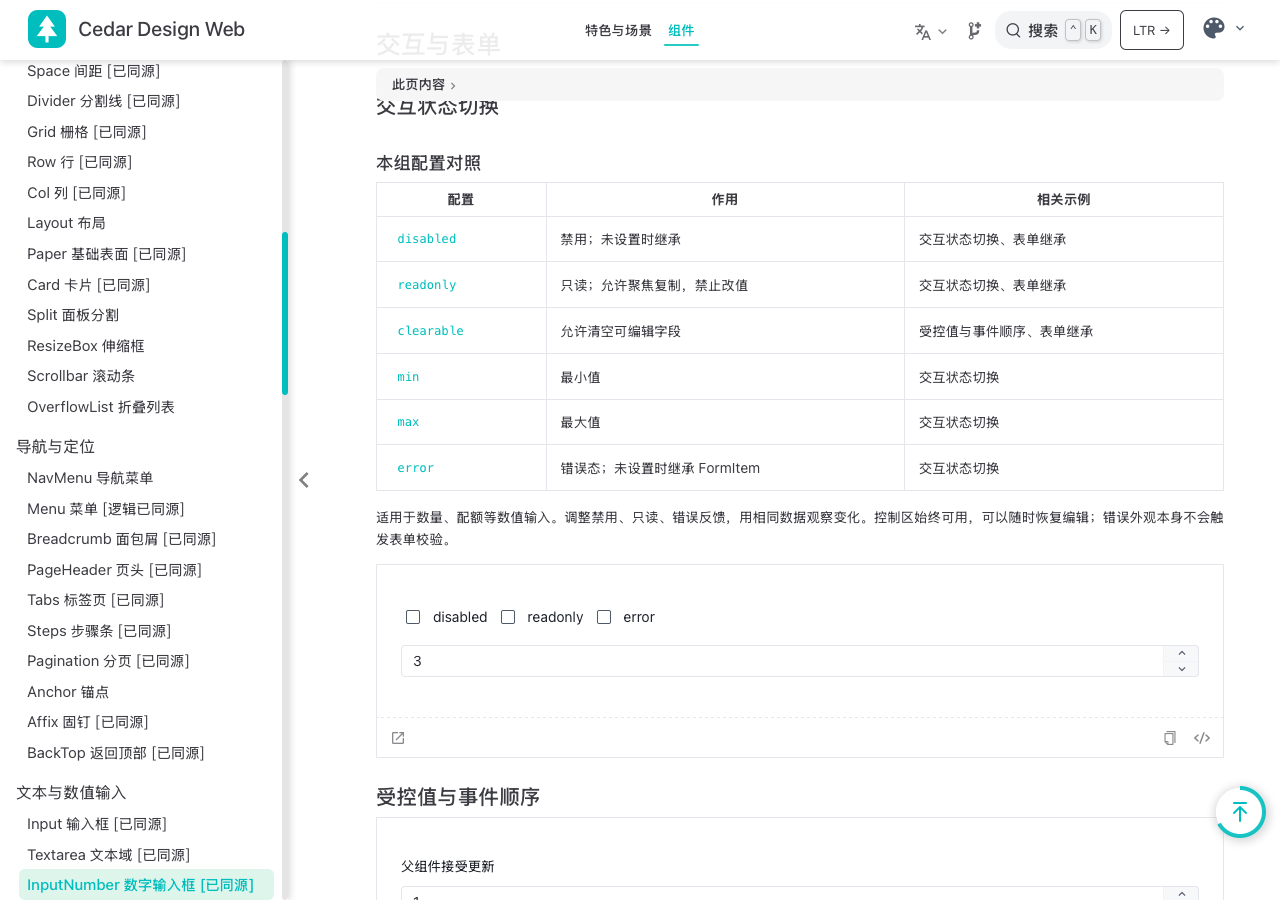 Cedar Design Web
特色与场景
组件
搜索
^
K
LTR →
Space 间距 [已同源]
Divider 分割线 [已同源]
Grid 栅格 [已同源]
Row 行 [已同源]
Col 列 [已同源]
Layout 布局
Paper 基础表面 [已同源]
Card 卡片 [已同源]
Split 面板分割
ResizeBox 伸缩框
Scrollbar 滚动条
OverflowList 折叠列表
导航与定位
NavMenu 导航菜单
Menu 菜单 [逻辑已同源]
Breadcrumb 面包屑 [已同源]
PageHeader 页头 [已同源]
Tabs 标签页 [已同源]
Steps 步骤条 [已同源]
Pagination 分页 [已同源]
Anchor 锚点
Affix 固钉 [已同源]
BackTop 返回顶部 [已同源]
文本与数值输入
Input 输入框 [已同源]
Textarea 文本域 [已同源]
InputNumber 数字输入框 [已同源]
交互与表单
此页内容
交互状态切换
本组配置对照
配置 作用 相关示例
disabled 禁用；未设置时继承 交互状态切换、表单继承
readonly 只读；允许聚焦复制，禁止改值 交互状态切换、表单继承
clearable 允许清空可编辑字段 受控值与事件顺序、表单继承
min 最小值 交互状态切换
max 最大值 交互状态切换
error 错误态；未设置时继承 FormItem 交互状态切换
适用于数量、配额等数值输入。调整禁用、只读、错误反馈，用相同数据观察变化。控制区始终可用，可以随时恢复编辑；错误外观本身不会触
发表单校验。
disabled readonly error
3
受控值与事件顺序
父组件接受更新
1